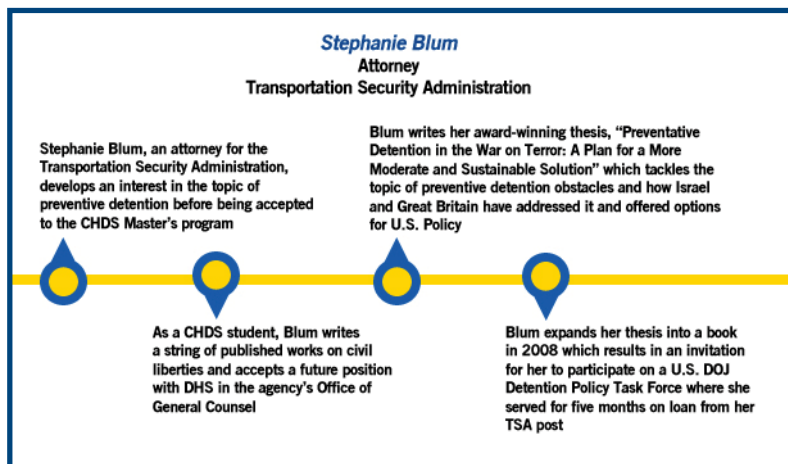 Stephanie Blum
Attorney
Transportation Security Administration
Stephanie Blum, an attorney for the
Transportation Security Administration,
develops an interest in the topic of
preventive detention before being accepted
to the CHDS Master's program
As a CHDS student, Blum writes
a string of published works on civil
liberties and accepts a future position
with DHS in the agency's Office of
General Counsel
Blum writes her award-winning thesis, “Preventative
Detention in the War on Terror: A Plan for a More
Moderate and Sustainable Solution” which tackles the
topic of preventive detention obstacles and how Israel
and Great Britain have addressed it and offered options
for U.S. Policy
Blum expands her thesis into a book
in 2008 which results in an invitation
for her to participate on a U.S. DOJ
Detention Policy Task Force where she
served for five months on loan from her
TSA post